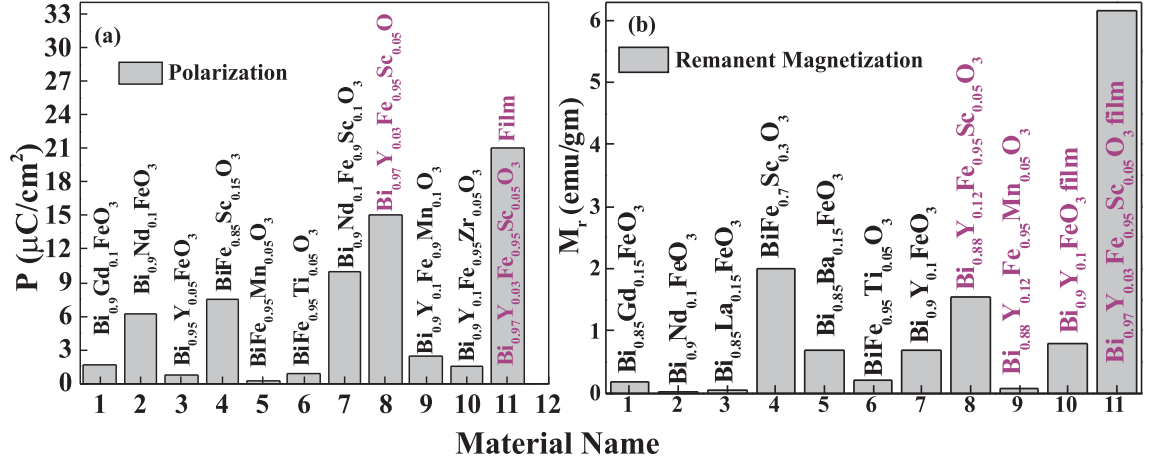 (a)
Polarization
P (μC/cm²)
33
30
27
24
21
18
15
12
9
6
3
0
Bi₀.₉Gd₀.₁FeO₃
Bi₀.₉Nd₀.₁FeO₃
Bi₀.₉₅Y₀.₀₅FeO₃
BiFe₀.₈₅Sc₀.₁₅O₃
BiFe₀.₉₅Mn₀.₀₅O₃
BiFe₀.₉₅Ti₀.₀₅O₃
Bi₀.₉Nd₀.₁Fe₀.₉Sc₀.₁O₃
Bi₀.₉₇Y₀.₀₃Fe₀.₉₅Sc₀.₀₅O
Bi₀.₉Y₀.₁Fe₀.₉Mn₀.₁O₃
Bi₀.₉Y₀.₁Fe₀.₉₅Zr₀.₀₅O₃
Bi₀.₉₇Y₀.₀₃Fe₀.₉₅Sc₀.₀₅O₃ Film
1 2 3 4 5 6 7 8 9 10 11 12
(b)
Remanent Magnetization
Mᵣ (emu/gm)
6
5
4
3
2
1
0
Bi₀.₈₅Gd₀.₁₅FeO₃
Bi₀.₉Nd₀.₁FeO₃
Bi₀.₈₅La₀.₁₅FeO₃
BiFe₀.₇Sc₀.₃O₃
Bi₀.₈₅Ba₀.₁₅FeO₃
BiFe₀.₉₅Ti₀.₀₅O₃
Bi₀.₉Y₀.₁FeO₃
Bi₀.₈₈Y₀.₁₂Fe₀.₉₅Sc₀.₀₅O₃
Bi₀.₈₈Y₀.₁₂Fe₀.₉₅Mn₀.₀₅O₃
Bi₀.₉Y₀.₁FeO₃ film
Bi₀.₉₇Y₀.₀₃Fe₀.₉₅Sc₀.₀₅O₃ film
1 2 3 4 5 6 7 8 9 10 11
Material Name